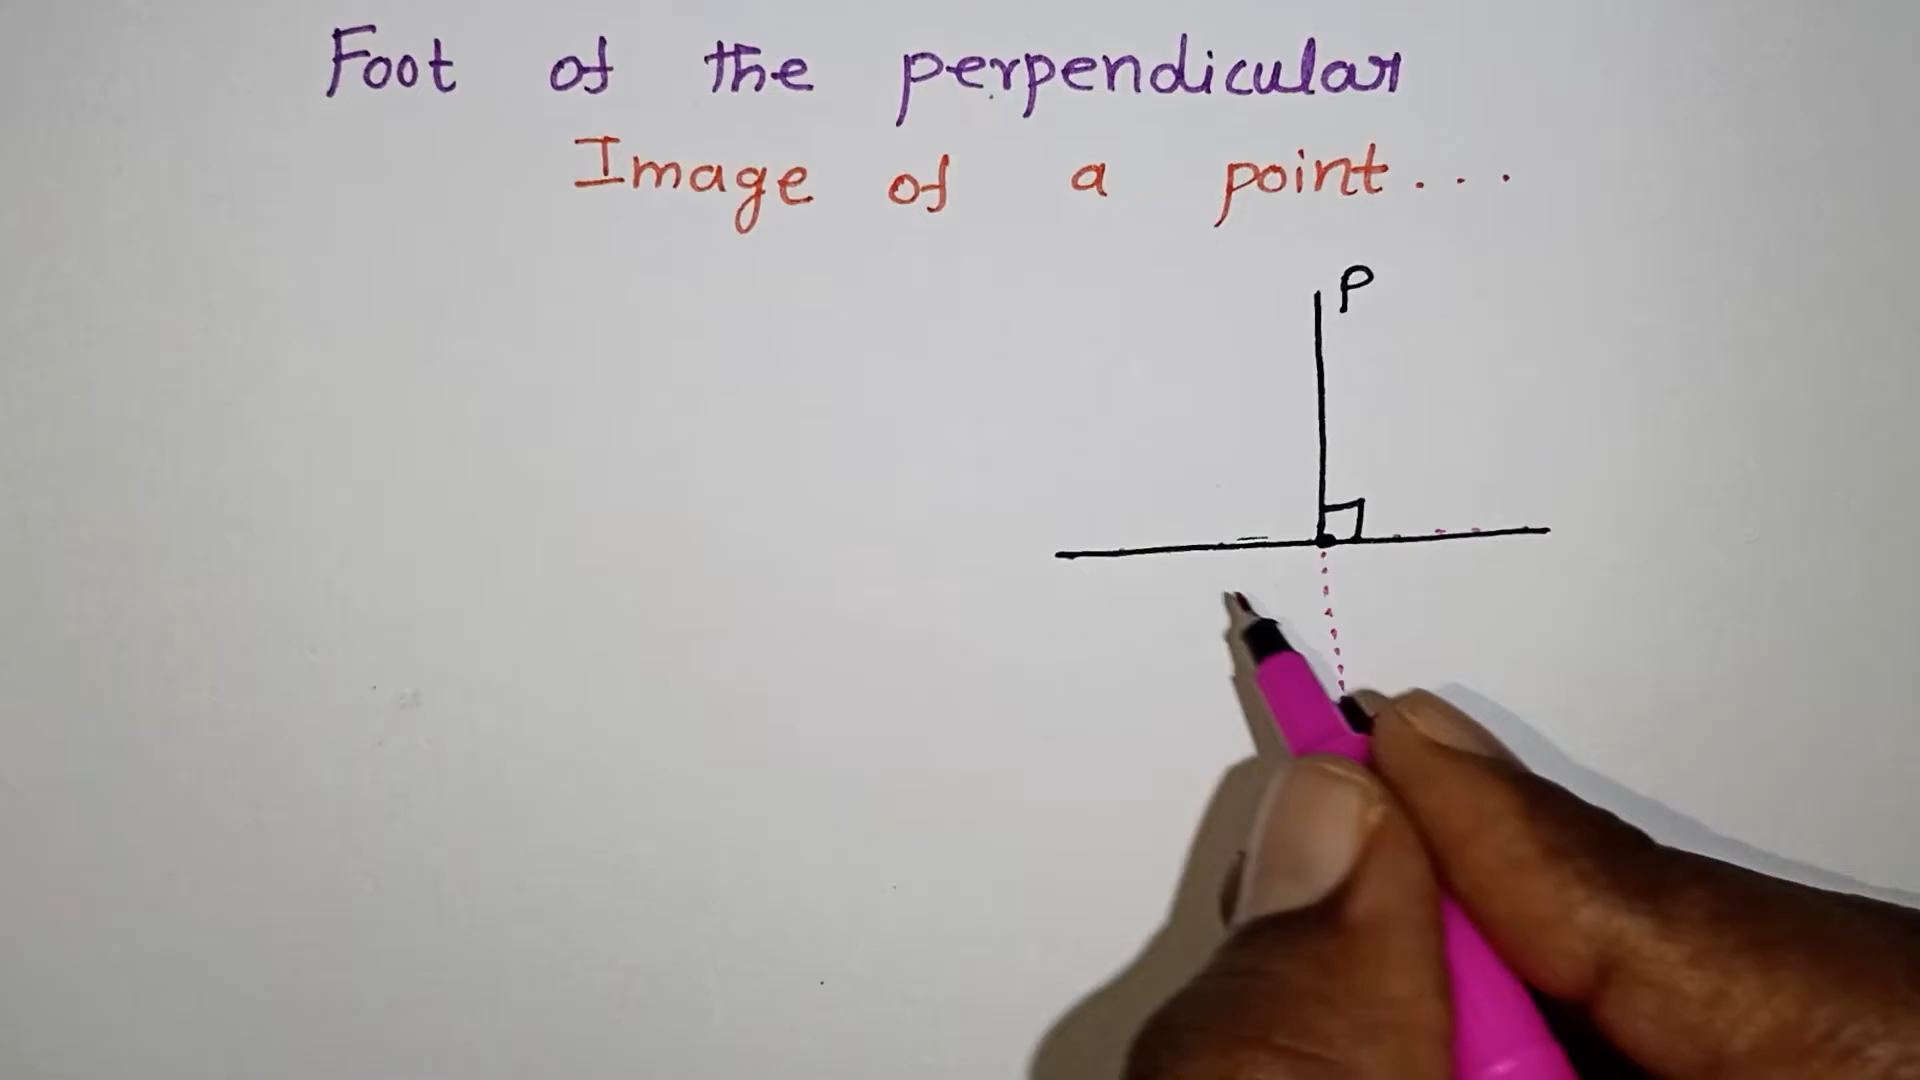 Foot of the perpendicular
Image of a point...
P